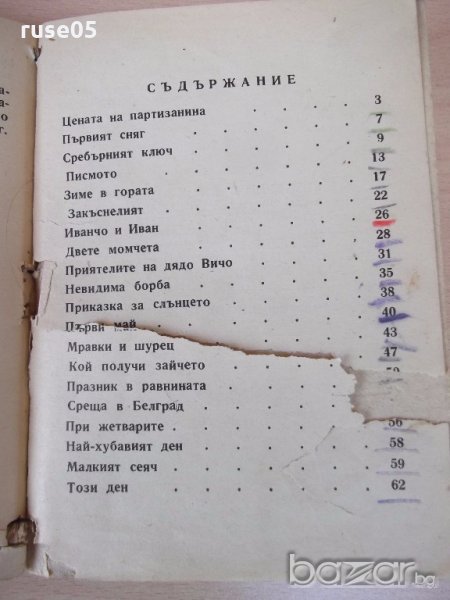 ruse05
а-
а-
о
г.
СЪДЪРЖАНИЕ
Цената на партизанина . . . . 3
Първият сняг . . . . . . 7
Сребърният ключ . . . . . 9
Писмото . . . . . . 13
Зиме в гората . . . . . 17
Закъснелият . . . . . 22
Иванчо и Иван . . . . . 26
Двете момчета . . . . . 28
Приятелите на дядо Вичо . . . . 31
Невидима борба . . . . . 35
Приказка за слънцето . . . . 38
Първи май . . . . . 40
Мравки и шурец . . . . . 43
Кой получи зайчето . . . . 47
Празник в равнината . . .
Среща в Белград . . . .
При жетварите . . . . . 56
Най-хубавият ден . . . . . 58
Малкият сеяч . . . . . . 59
Този ден . . . . . . 62
bazar.bg